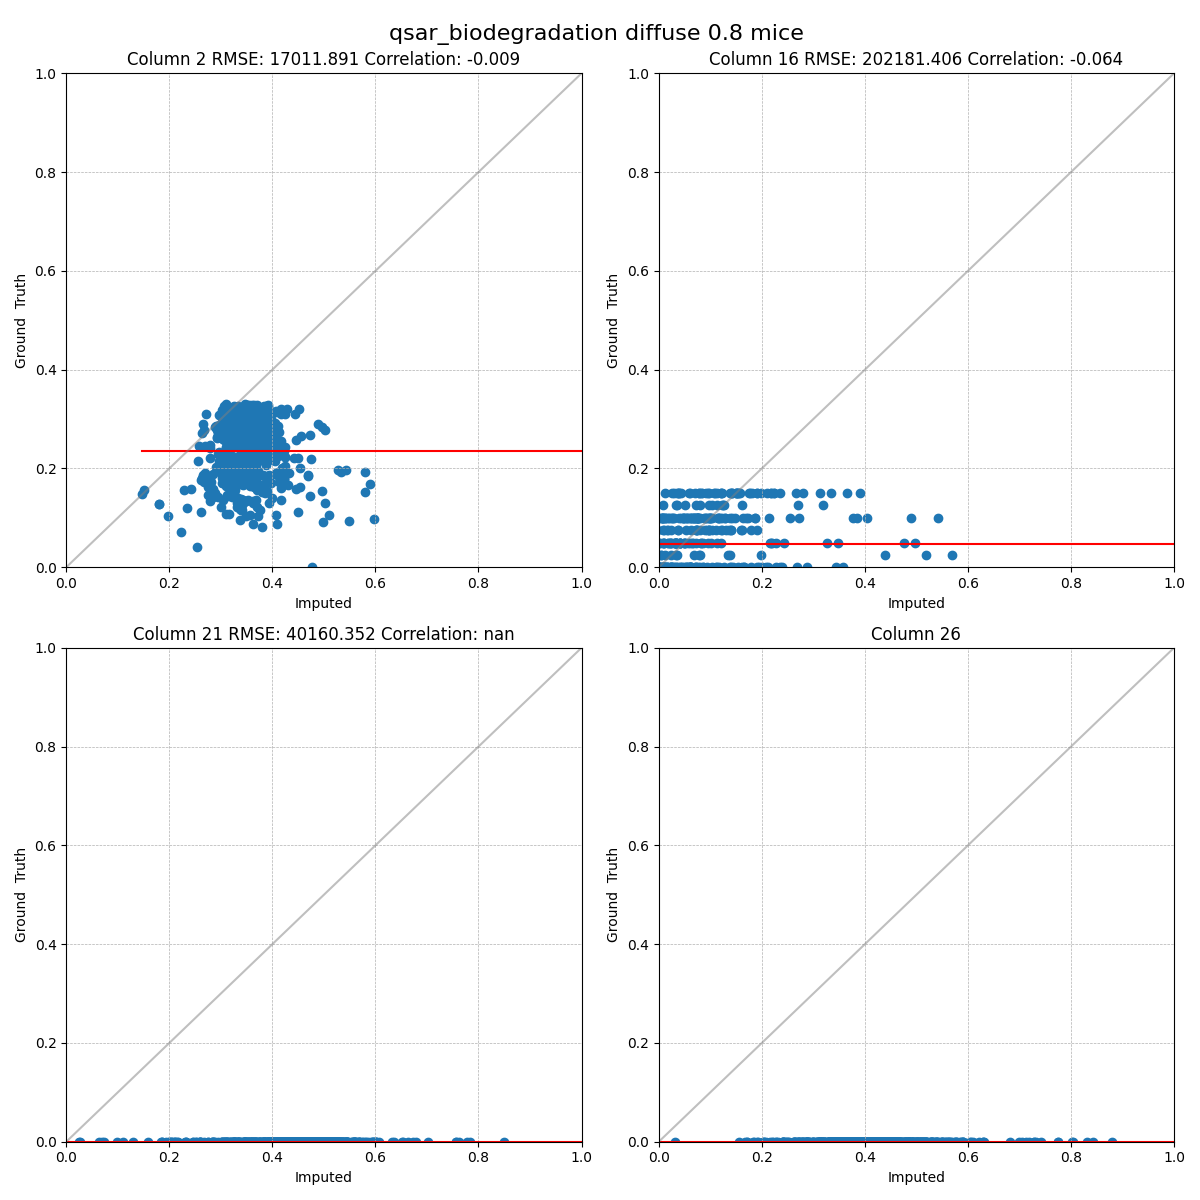 qsar_biodegradation diffuse 0.8 mice
Column 2 RMSE: 17011.891 Correlation: -0.009
1.0
0.8
0.6
0.4
0.2
0.0
Ground Truth
0.0 0.2 0.4 0.6 0.8 1.0
Imputed
Column 16 RMSE: 202181.406 Correlation: -0.064
1.0
0.8
0.6
0.4
0.2
0.0
Ground Truth
0.0 0.2 0.4 0.6 0.8 1.0
Imputed
Column 21 RMSE: 40160.352 Correlation: nan
1.0
0.8
0.6
0.4
0.2
0.0
Ground Truth
0.0 0.2 0.4 0.6 0.8 1.0
Imputed
Column 26
1.0
0.8
0.6
0.4
0.2
0.0
Ground Truth
0.0 0.2 0.4 0.6 0.8 1.0
Imputed